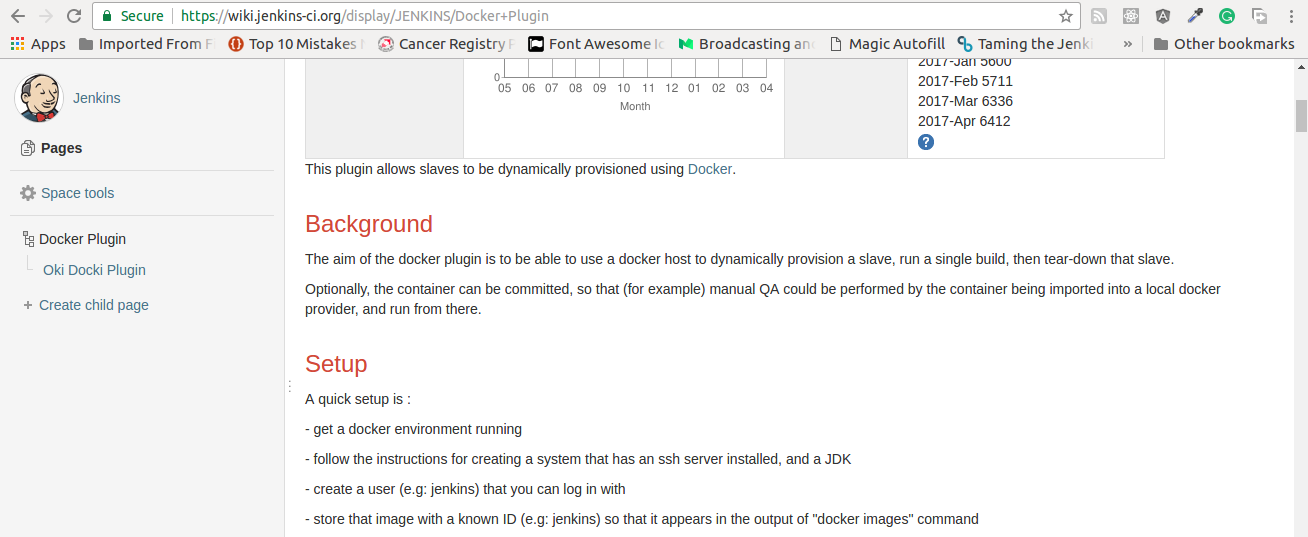 Secure https://wiki.jenkins-ci.org/display/JENKINS/Docker+Plugin
Apps Imported From F Top 10 Mistakes Cancer Registry Font Awesome Broadcasting an Magic Autofill Taming the Jenki » Other bookmarks
Jenkins
Pages
Space tools
Docker Plugin
Oki Docki Plugin
+ Create child page
0
05 06 07 08 09 10 11 12 01 02 03 04
Month
2017-Jan 5600
2017-Feb 5711
2017-Mar 6336
2017-Apr 6412
?
This plugin allows slaves to be dynamically provisioned using Docker.
Background
The aim of the docker plugin is to be able to use a docker host to dynamically provision a slave, run a single build, then tear-down that slave.
Optionally, the container can be committed, so that (for example) manual QA could be performed by the container being imported into a local docker
provider, and run from there.
Setup
A quick setup is :
- get a docker environment running
- follow the instructions for creating a system that has an ssh server installed, and a JDK
- create a user (e.g: jenkins) that you can log in with
- store that image with a known ID (e.g: jenkins) so that it appears in the output of "docker images" command